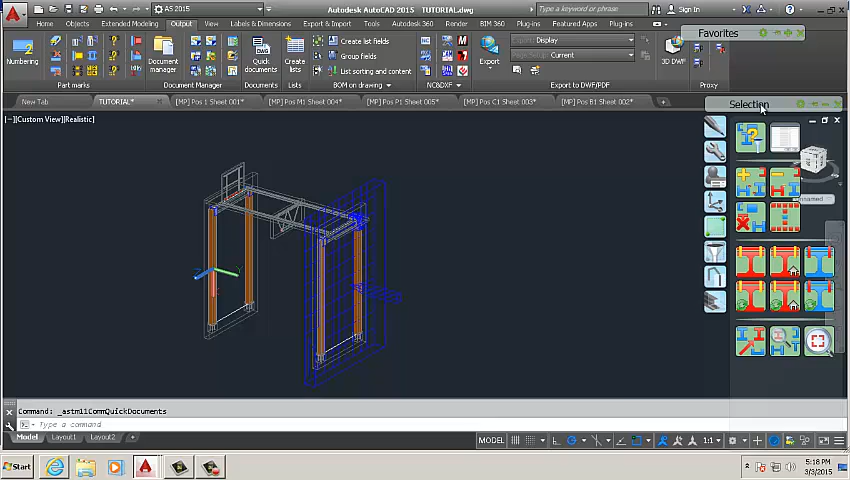 AS 2015
Autodesk AutoCAD 2015 TUTORIAL.dwg
Type a keyword or phrase
Sign In
Home Objects Extended Modeling Output View Labels & Dimensions Export & Import Tools Autodesk 360 Render BIM 360 Plug-ins Featured Apps Plug-ins
Favorites
Numbering
Document manager
Quick documents
Create lists
Create list fields
Group fields
List sorting and content
Export
Export: Display
Current
3D DWF
Part marks
Document Manager
Documents
Lists
BOM on drawing
NC&DXF
Export to DWF/PDF
Proxy
New Tab TUTORIAL* [MP] Pos 1 Sheet 001* [MP] Pos M1 Sheet 004* [MP] Pos P1 Sheet 005* [MP] Pos C1 Sheet 003* [MP] Pos B1 Sheet 002*
Selection
[−][Custom View][Realistic]
Command: _astm11CommQuickDocuments
Type a command
Model Layout1 Layout2
MODEL
1:1
Start
5:18 PM
3/3/2015